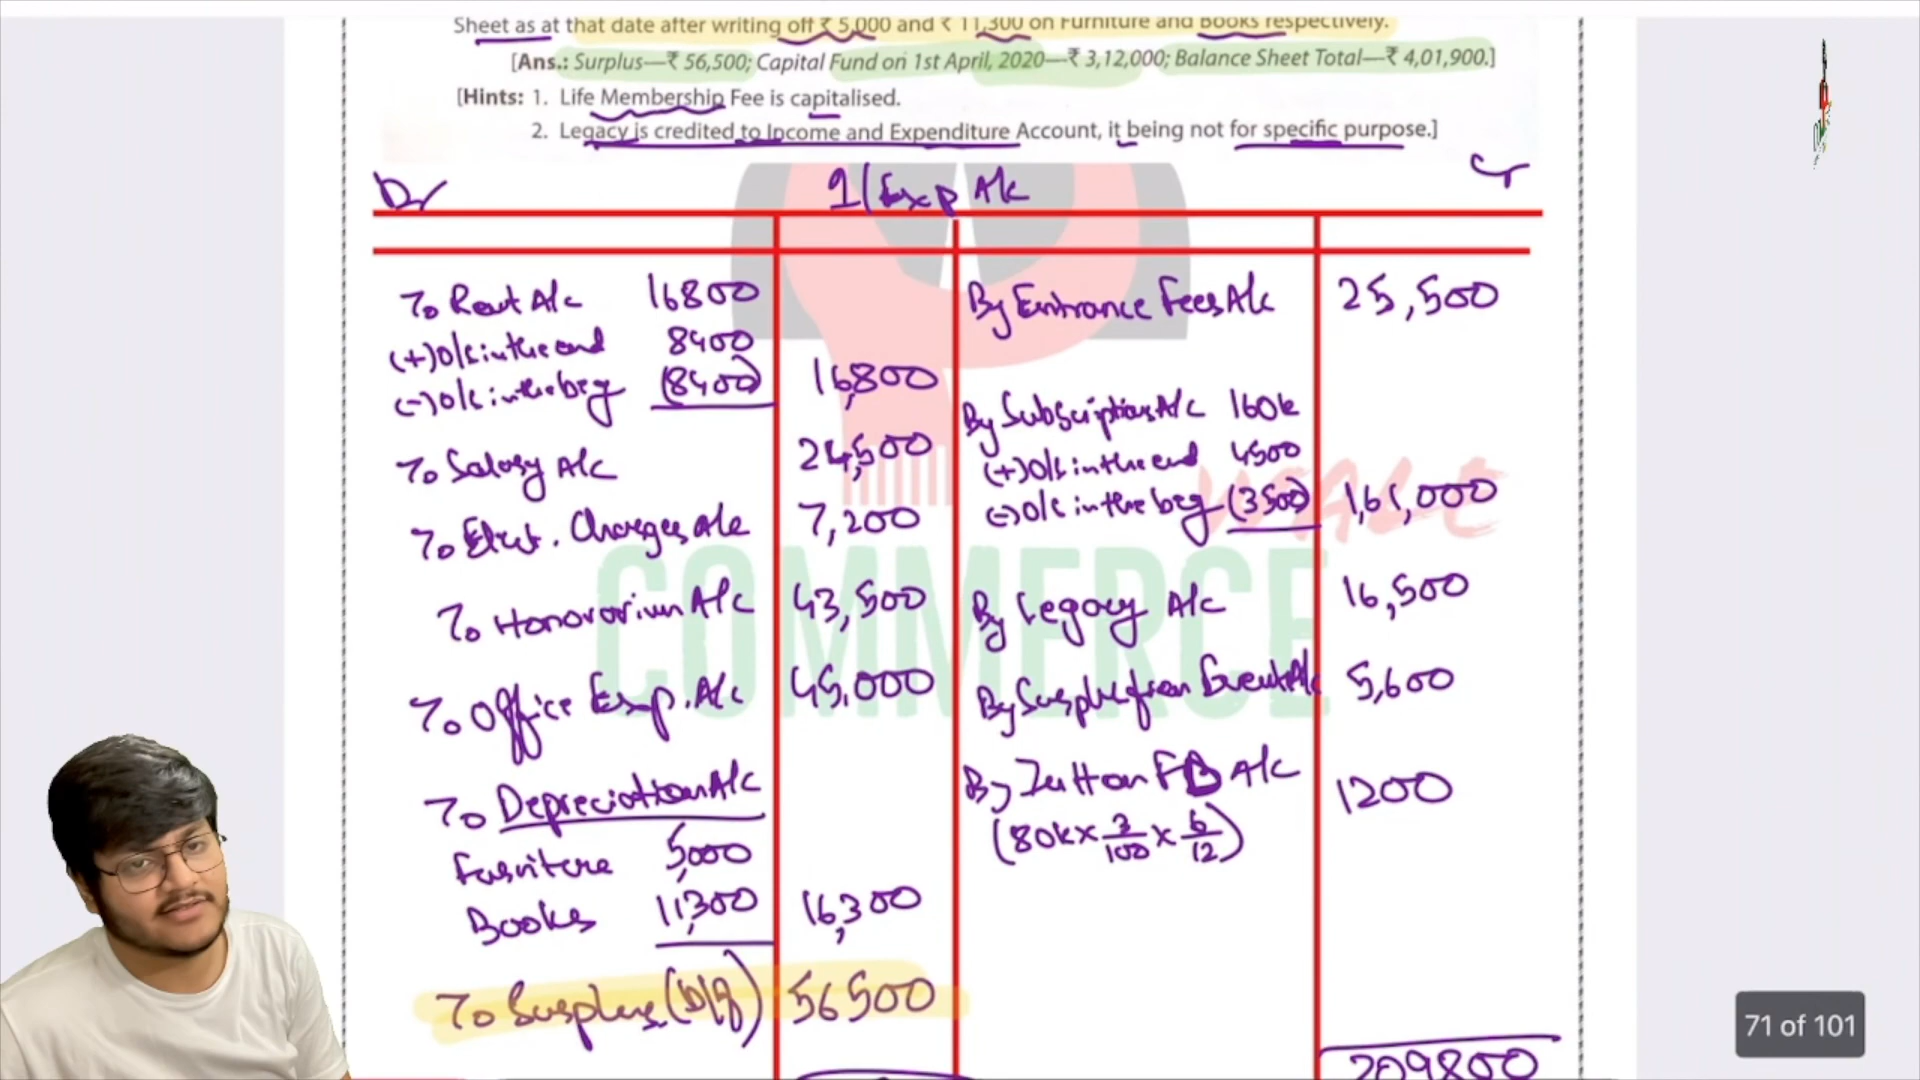 Sheet as at that date after writing off ₹ 5,000 and ₹ 11,300 on Furniture and Books respectively.
[Ans.: Surplus—₹ 56,500; Capital Fund on 1st April, 2020—₹ 3,12,000; Balance Sheet Total—₹ 4,01,900.]
[Hints: 1. Life Membership Fee is capitalised.
2. Legacy is credited to Income and Expenditure Account, it being not for specific purpose.]
Dr I/Exp A/c Cr
To Rent A/c 16800
(+) O/s in the end 8400
(-) O/s in the beg (8400) 16,800
To Salary A/c 24,500
To Elect. Charges A/c 7,200
To Honorarium A/c 43,500
To Office Exp. A/c 45,000
To Depreciation A/c
Furniture 5,000
Books 11,300 16,300
To Surplus (b/f) 56500
By Entrance Fees A/c 25,500
By Subscriptions A/c 160k
(+) O/s in the end 4500
(-) O/s in the beg (3500) 1,61,000
By Legacy A/c 16,500
By Surplus from Event A/c 5,600
By Int on FD A/c 1200
(80k x 3/100 x 6/12)
209800
COMMERCE
WALE
71 of 101